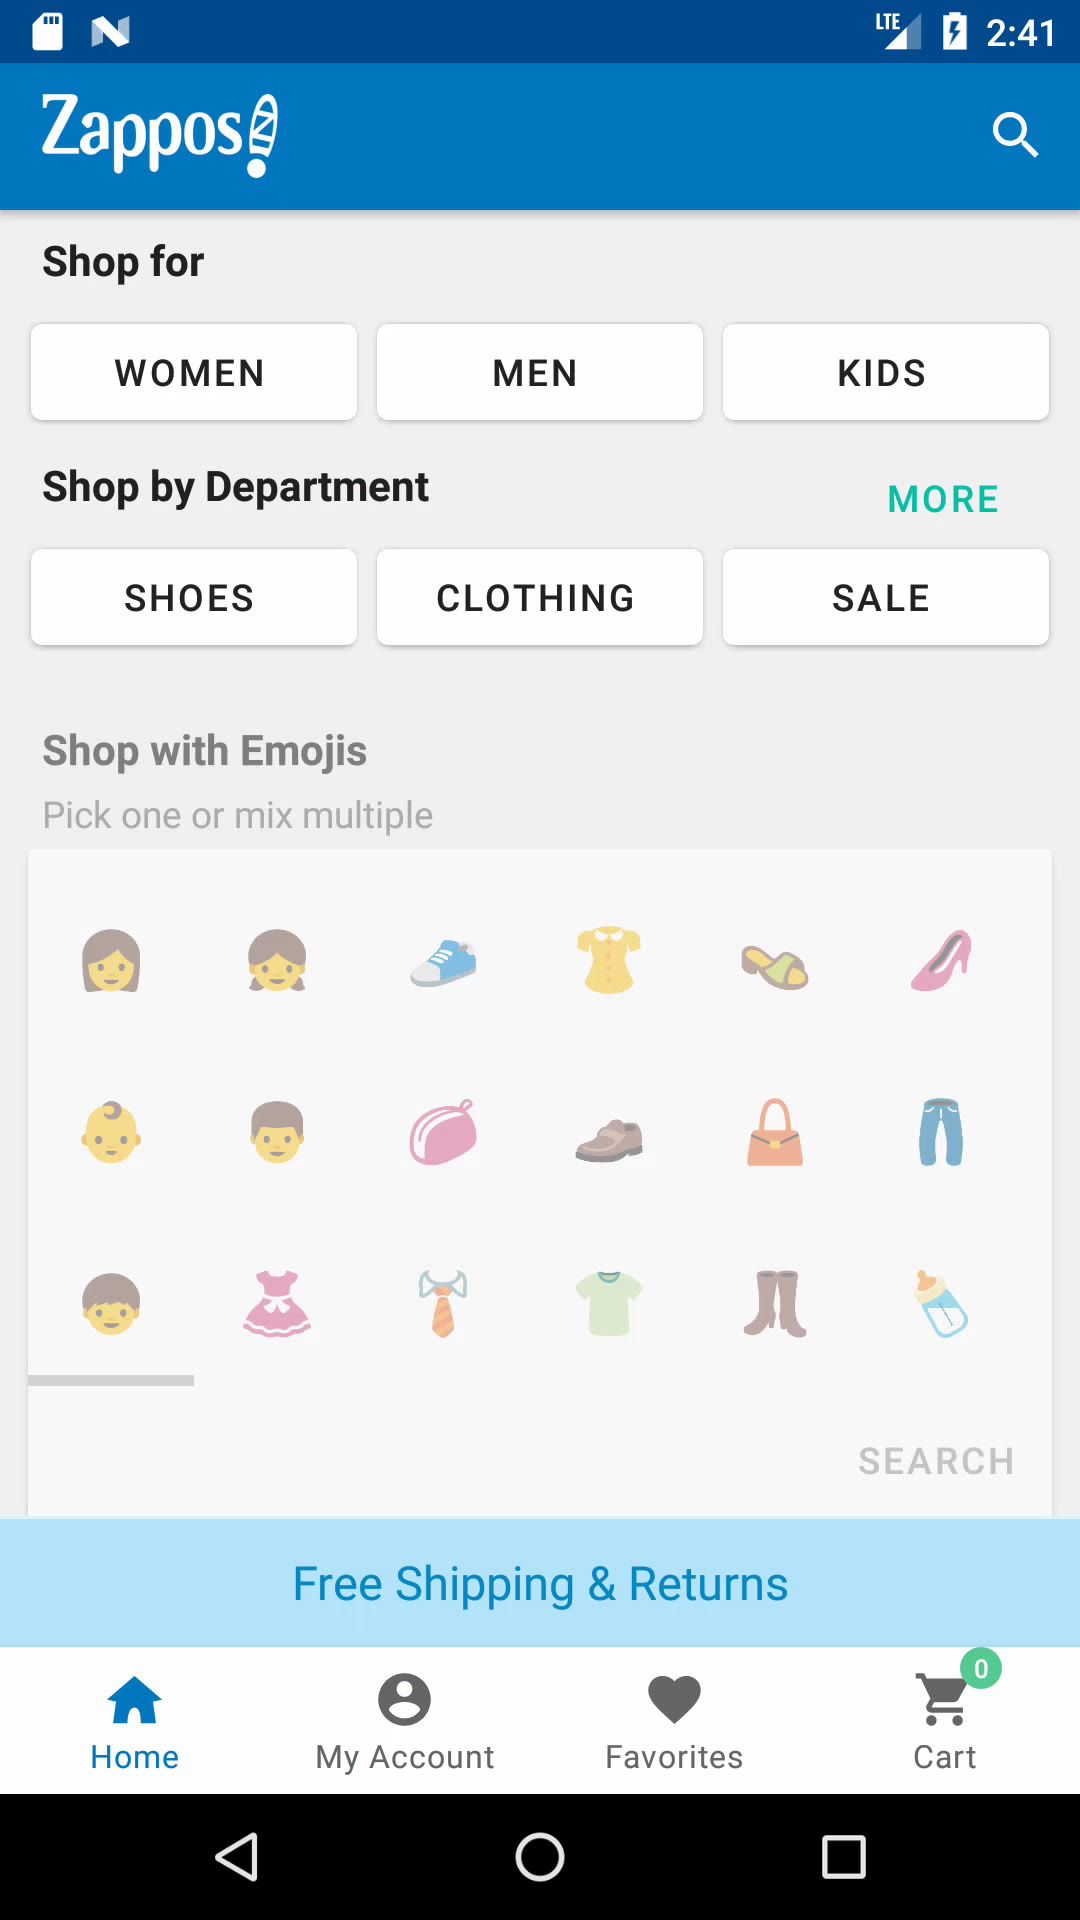 LTE 2:41
Zappos
Shop for
WOMEN MEN KIDS
Shop by Department MORE
SHOES CLOTHING SALE
Shop with Emojis
Pick one or mix multiple
SEARCH
Free Shipping & Returns
0
Home My Account Favorites Cart